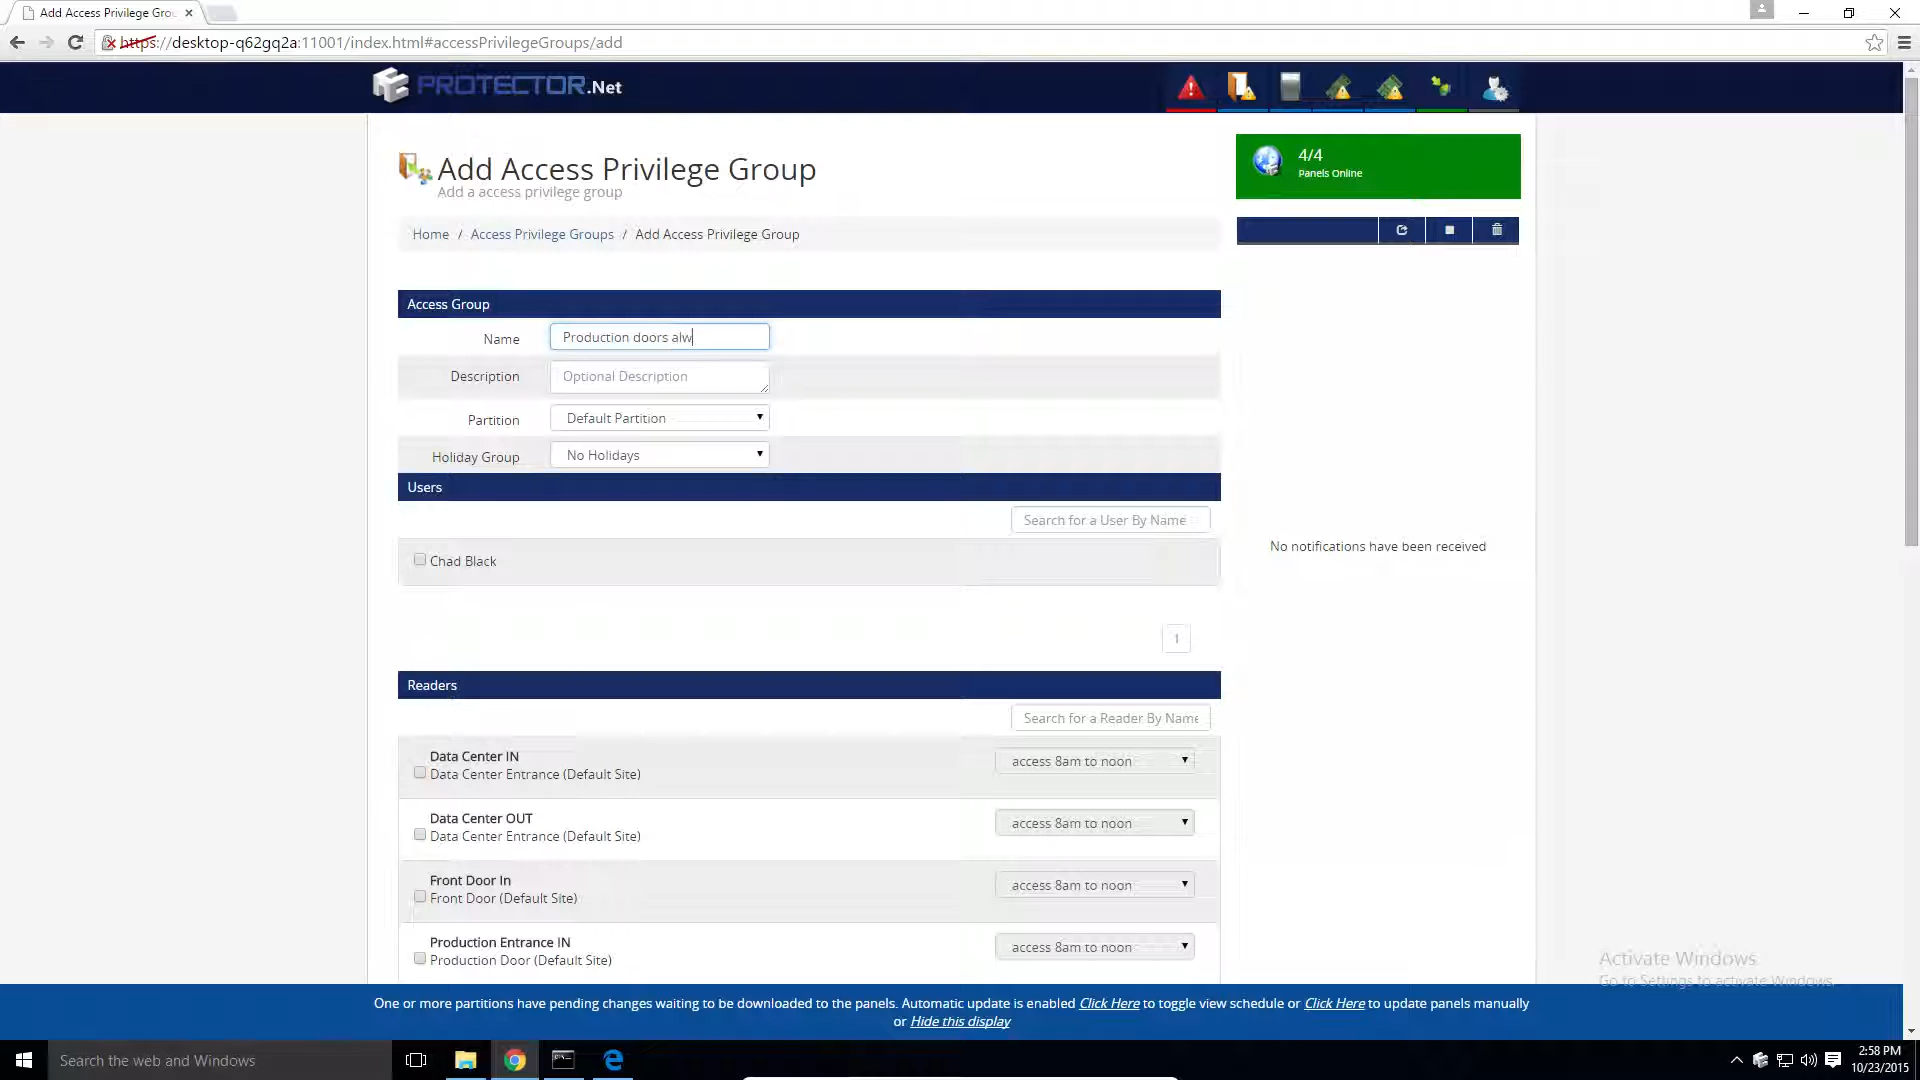 Add Access Privilege Gro
https://desktop-q62gq2a:11001/index.html#accessPrivilegeGroups/add
PROTECTOR.Net
Add Access Privilege Group
Add a access privilege group
4/4
Panels Online
Home / Access Privilege Groups / Add Access Privilege Group
Access Group
Name Production doors alw
Description Optional Description
Partition Default Partition
Holiday Group No Holidays
Users
Search for a User By Name
Chad Black
No notifications have been received
1
Readers
Search for a Reader By Name
Data Center IN
Data Center Entrance (Default Site)
access 8am to noon
Data Center OUT
Data Center Entrance (Default Site)
access 8am to noon
Front Door In
Front Door (Default Site)
access 8am to noon
Production Entrance IN
Production Door (Default Site)
access 8am to noon
Activate Windows
Go to Settings to activate Windows.
One or more partitions have pending changes waiting to be downloaded to the panels. Automatic update is enabled Click Here to toggle view schedule or Click Here to update panels manually
or Hide this display
Search the web and Windows
2:58 PM
10/23/2015